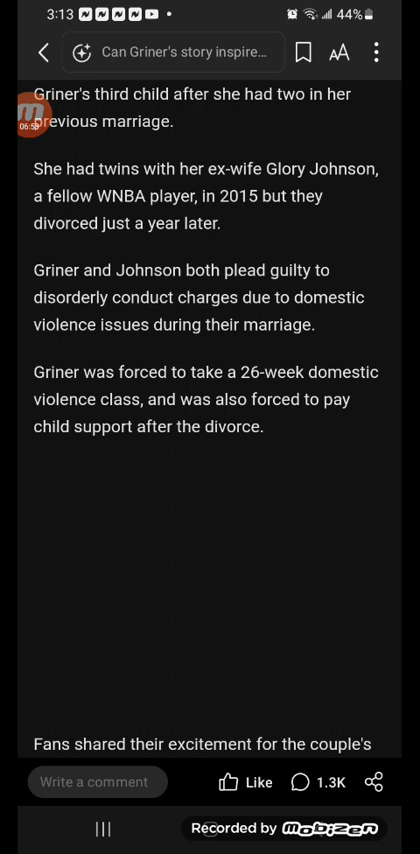 3:13
44%
Can Griner's story inspire...
AA
Griner's third child after she had two in her
previous marriage.
06:58
She had twins with her ex-wife Glory Johnson,
a fellow WNBA player, in 2015 but they
divorced just a year later.
Griner and Johnson both plead guilty to
disorderly conduct charges due to domestic
violence issues during their marriage.
Griner was forced to take a 26-week domestic
violence class, and was also forced to pay
child support after the divorce.
Fans shared their excitement for the couple's
Write a comment
Like
1.3K
Recorded by mobizen